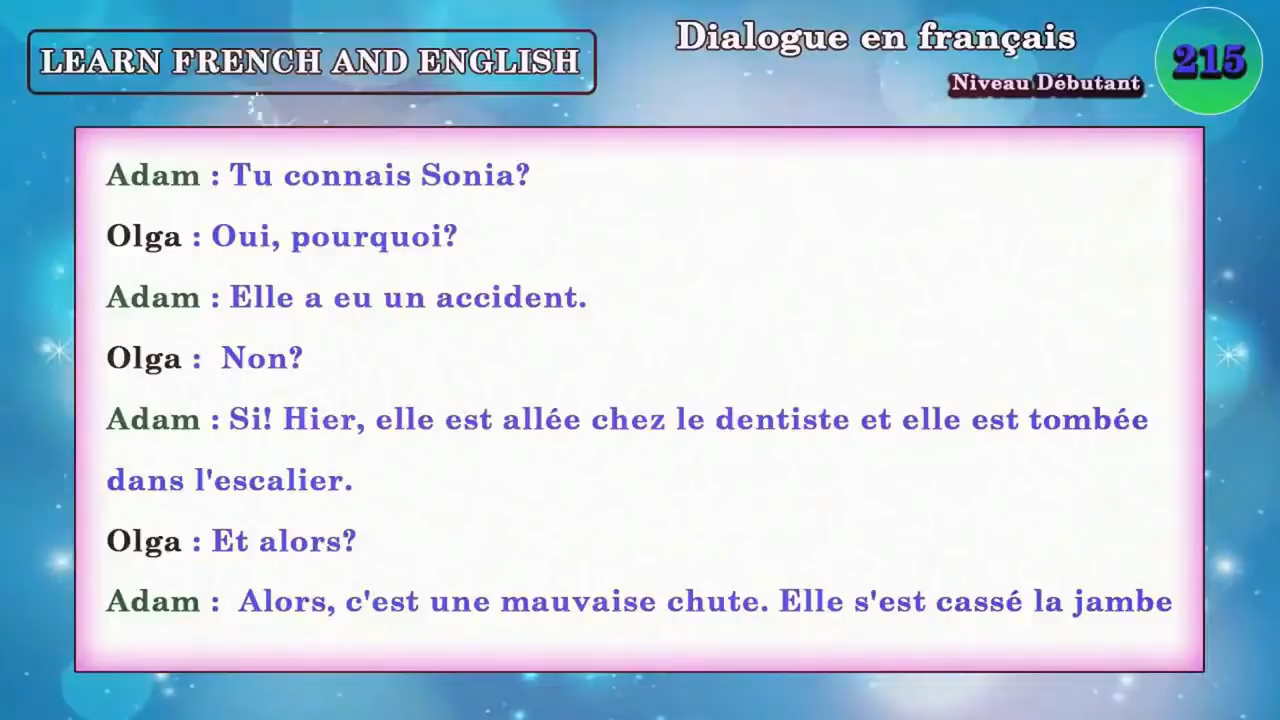 LEARN FRENCH AND ENGLISH
Dialogue en français
Niveau Débutant
215
Adam : Tu connais Sonia?
Olga : Oui, pourquoi?
Adam : Elle a eu un accident.
Olga : Non?
Adam : Si! Hier, elle est allée chez le dentiste et elle est tombée
dans l'escalier.
Olga : Et alors?
Adam : Alors, c'est une mauvaise chute. Elle s'est cassé la jambe